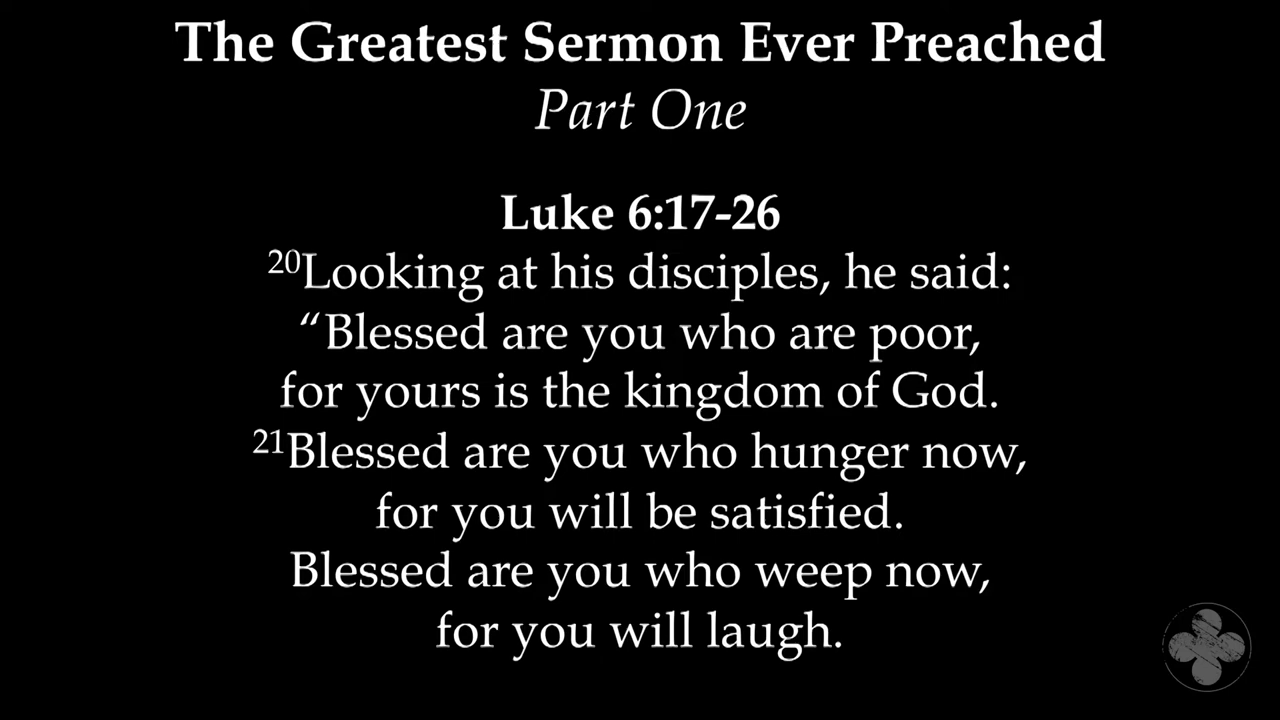 The Greatest Sermon Ever Preached
Part One
Luke 6:17-26
20Looking at his disciples, he said:
“Blessed are you who are poor,
for yours is the kingdom of God.
21Blessed are you who hunger now,
for you will be satisfied.
Blessed are you who weep now,
for you will laugh.